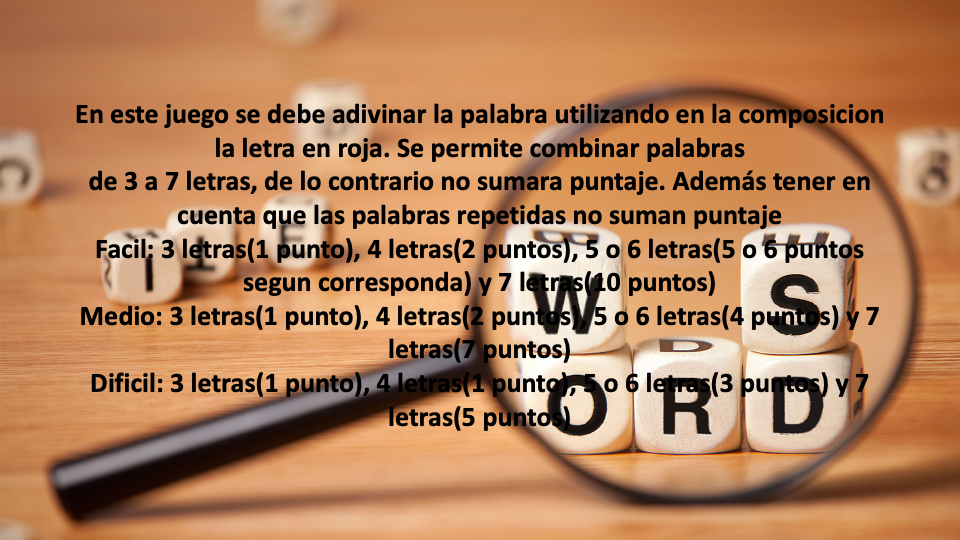 En este juego se debe adivinar la palabra utilizando en la composicion
la letra en roja. Se permite combinar palabras
de 3 a 7 letras, de lo contrario no sumara puntaje. Además tener en
cuenta que las palabras repetidas no suman puntaje
Facil: 3 letras(1 punto), 4 letras(2 puntos), 5 o 6 letras(5 o 6 puntos
segun corresponda) y 7 letras(10 puntos)
Medio: 3 letras(1 punto), 4 letras(2 puntos), 5 o 6 letras(4 puntos) y 7
letras(7 puntos)
Dificil: 3 letras(1 punto), 4 letras(1 punto), 5 o 6 letras(3 puntos) y 7
letras(5 puntos)
W S
O R D